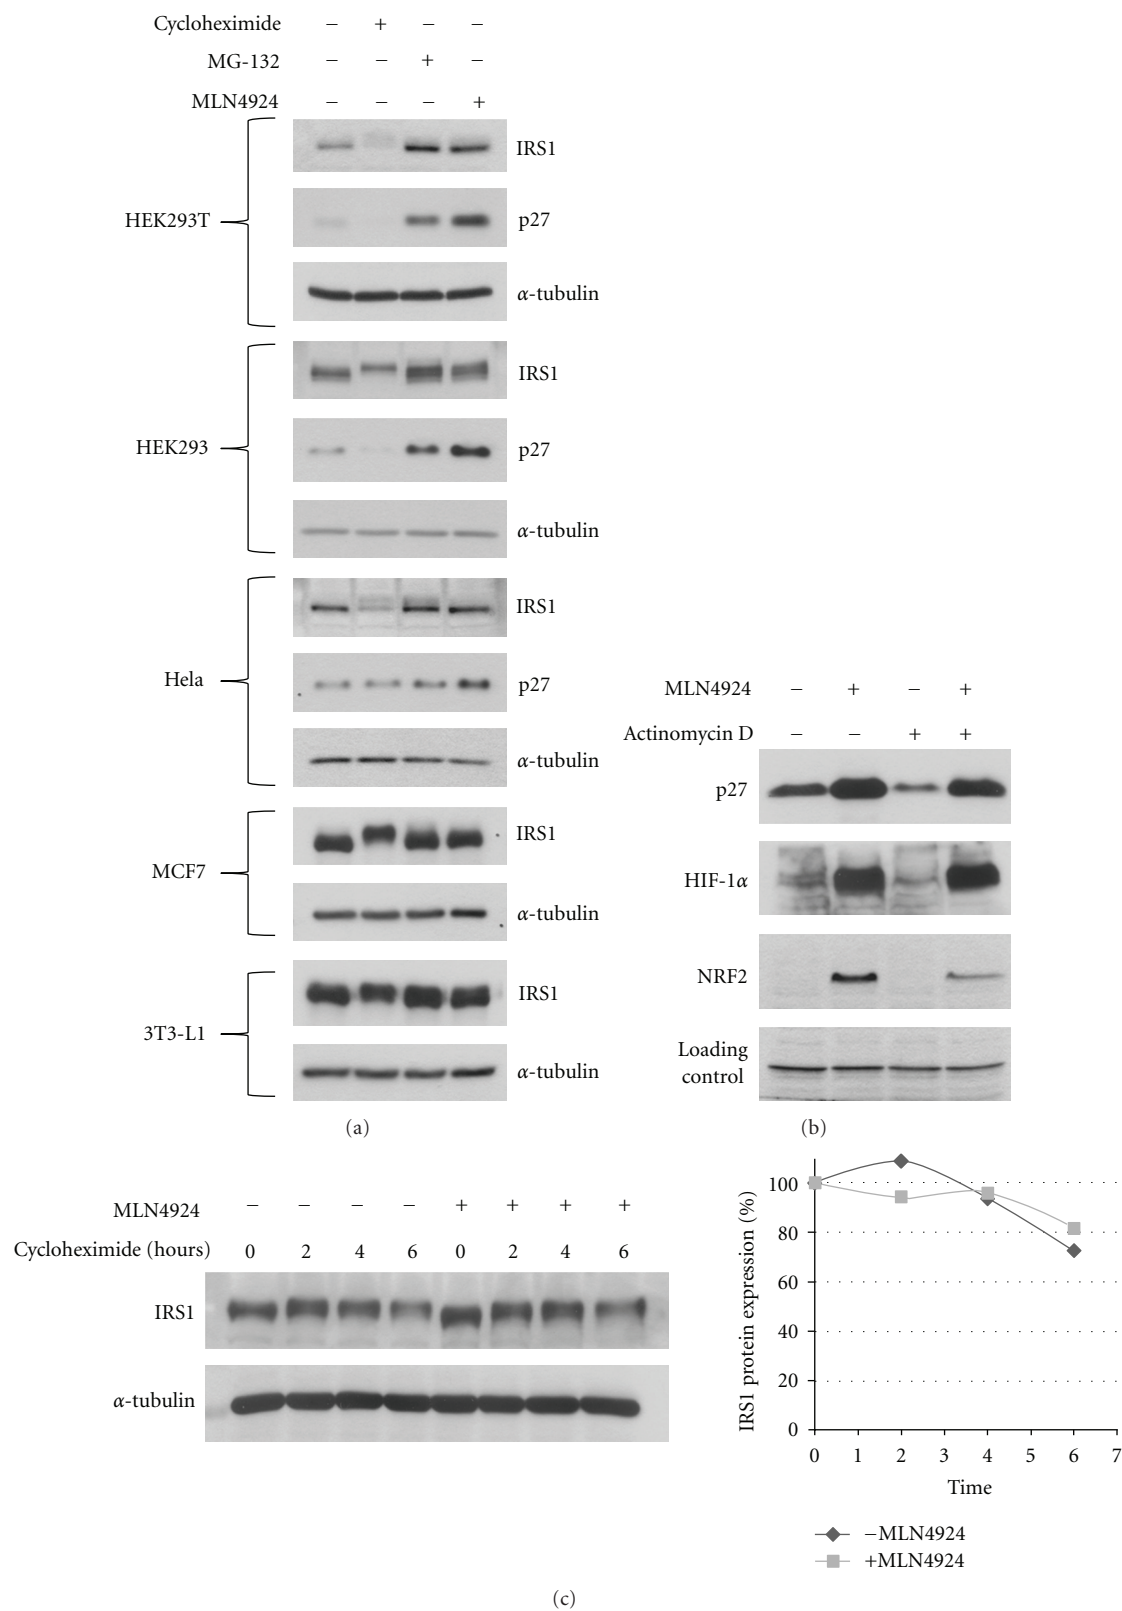 Cycloheximide − + − −
MG-132 − − + −
MLN4924 − − − +
HEK293T
IRS1
p27
α-tubulin
HEK293
IRS1
p27
α-tubulin
Hela
IRS1
p27
α-tubulin
MCF7
IRS1
α-tubulin
3T3-L1
IRS1
α-tubulin
(a)
MLN4924 − + − +
Actinomycin D − − + +
p27
HIF-1α
NRF2
Loading
control
(b)
MLN4924 − − − − + + + +
Cycloheximide (hours) 0 2 4 6 0 2 4 6
IRS1
α-tubulin
IRS1 protein expression (%)
100
80
60
40
20
0
0 1 2 3 4 5 6 7
Time
−MLN4924
+MLN4924
(c)